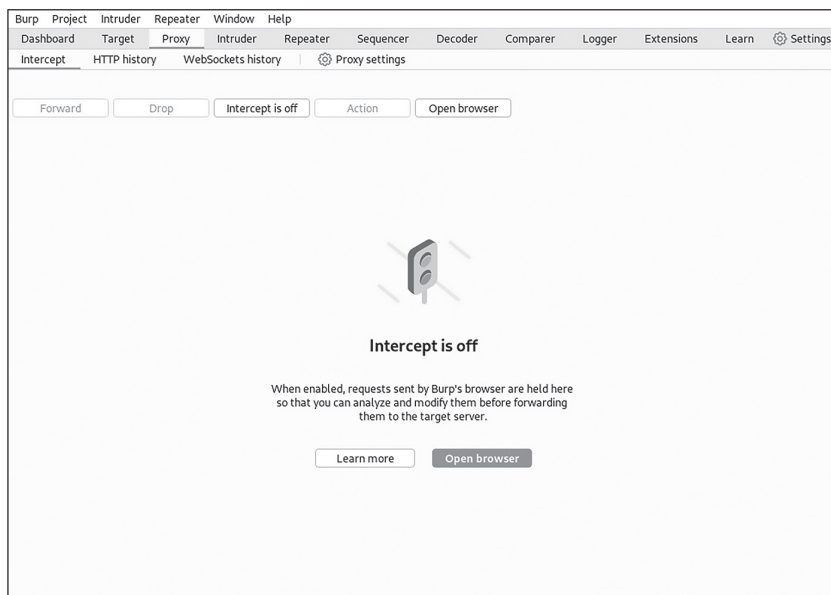 Burp Project Intruder Repeater Window Help
Dashboard Target Proxy Intruder Repeater Sequencer Decoder Comparer Logger Extensions Learn Settings
Intercept HTTP history WebSockets history Proxy settings
Forward Drop Intercept is off Action Open browser
Intercept is off
When enabled, requests sent by Burp's browser are held here
so that you can analyze and modify them before forwarding
them to the target server.
Learn more Open browser